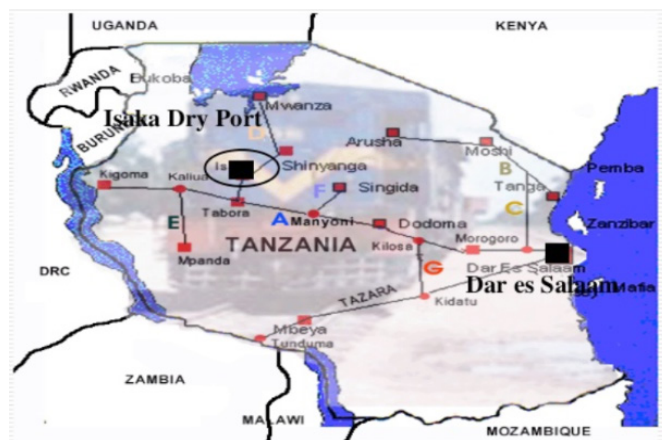 UGANDA
KENYA
RWANDA
Bukoba
Mwanza
Isaka Dry Port
BURUNDI
D
Arusha
Moshi
B
Shinyanga
Pemba
Kigoma
Kaliua
F
Singida
Tanga
C
Tabora
A
Manyoni
Dodoma
Zanzibar
E
TANZANIA
Kilosa
Morogoro
Mpanda
DRC
G
Dar Es Salaam
Dar es Salaam
Mafia
TAZARA
Kidatu
Mbeya
Tunduma
ZAMBIA
MALAWI
MOZAMBIQUE